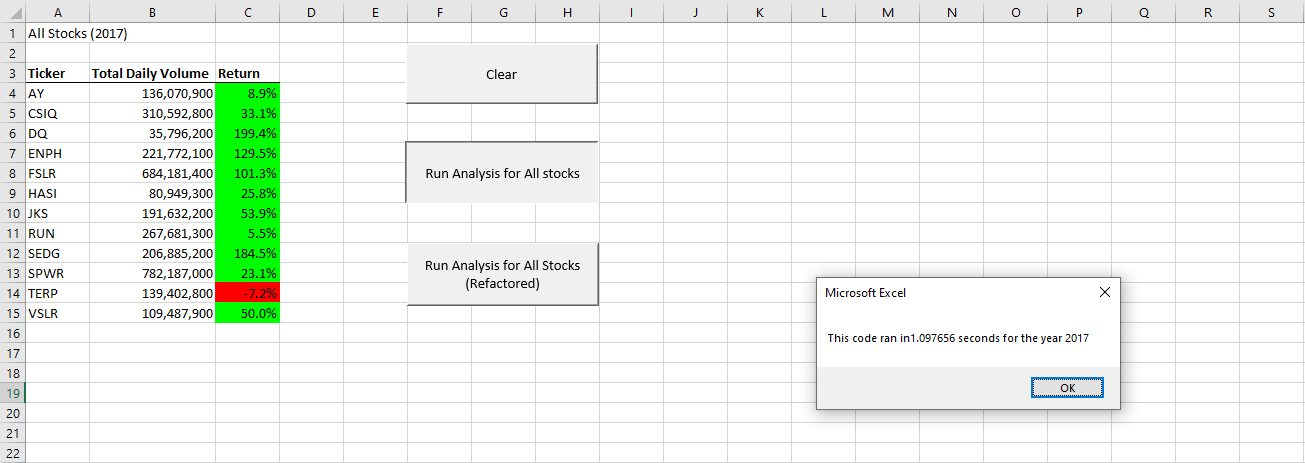 A B C D E F G H I J K L M N O P Q R S
1 All Stocks (2017)
2
3 Ticker Total Daily Volume Return
4 AY 136,070,900 8.9%
5 CSIQ 310,592,800 33.1%
6 DQ 35,796,200 199.4%
7 ENPH 221,772,100 129.5%
8 FSLR 684,181,400 101.3%
9 HASI 80,949,300 25.8%
10 JKS 191,632,200 53.9%
11 RUN 267,681,300 5.5%
12 SEDG 206,885,200 184.5%
13 SPWR 782,187,000 23.1%
14 TERP 139,402,800 -7.2%
15 VSLR 109,487,900 50.0%
16
17
18
19
20
21
22
Clear
Run Analysis for All stocks
Run Analysis for All Stocks
(Refactored)
Microsoft Excel
This code ran in1.097656 seconds for the year 2017
OK